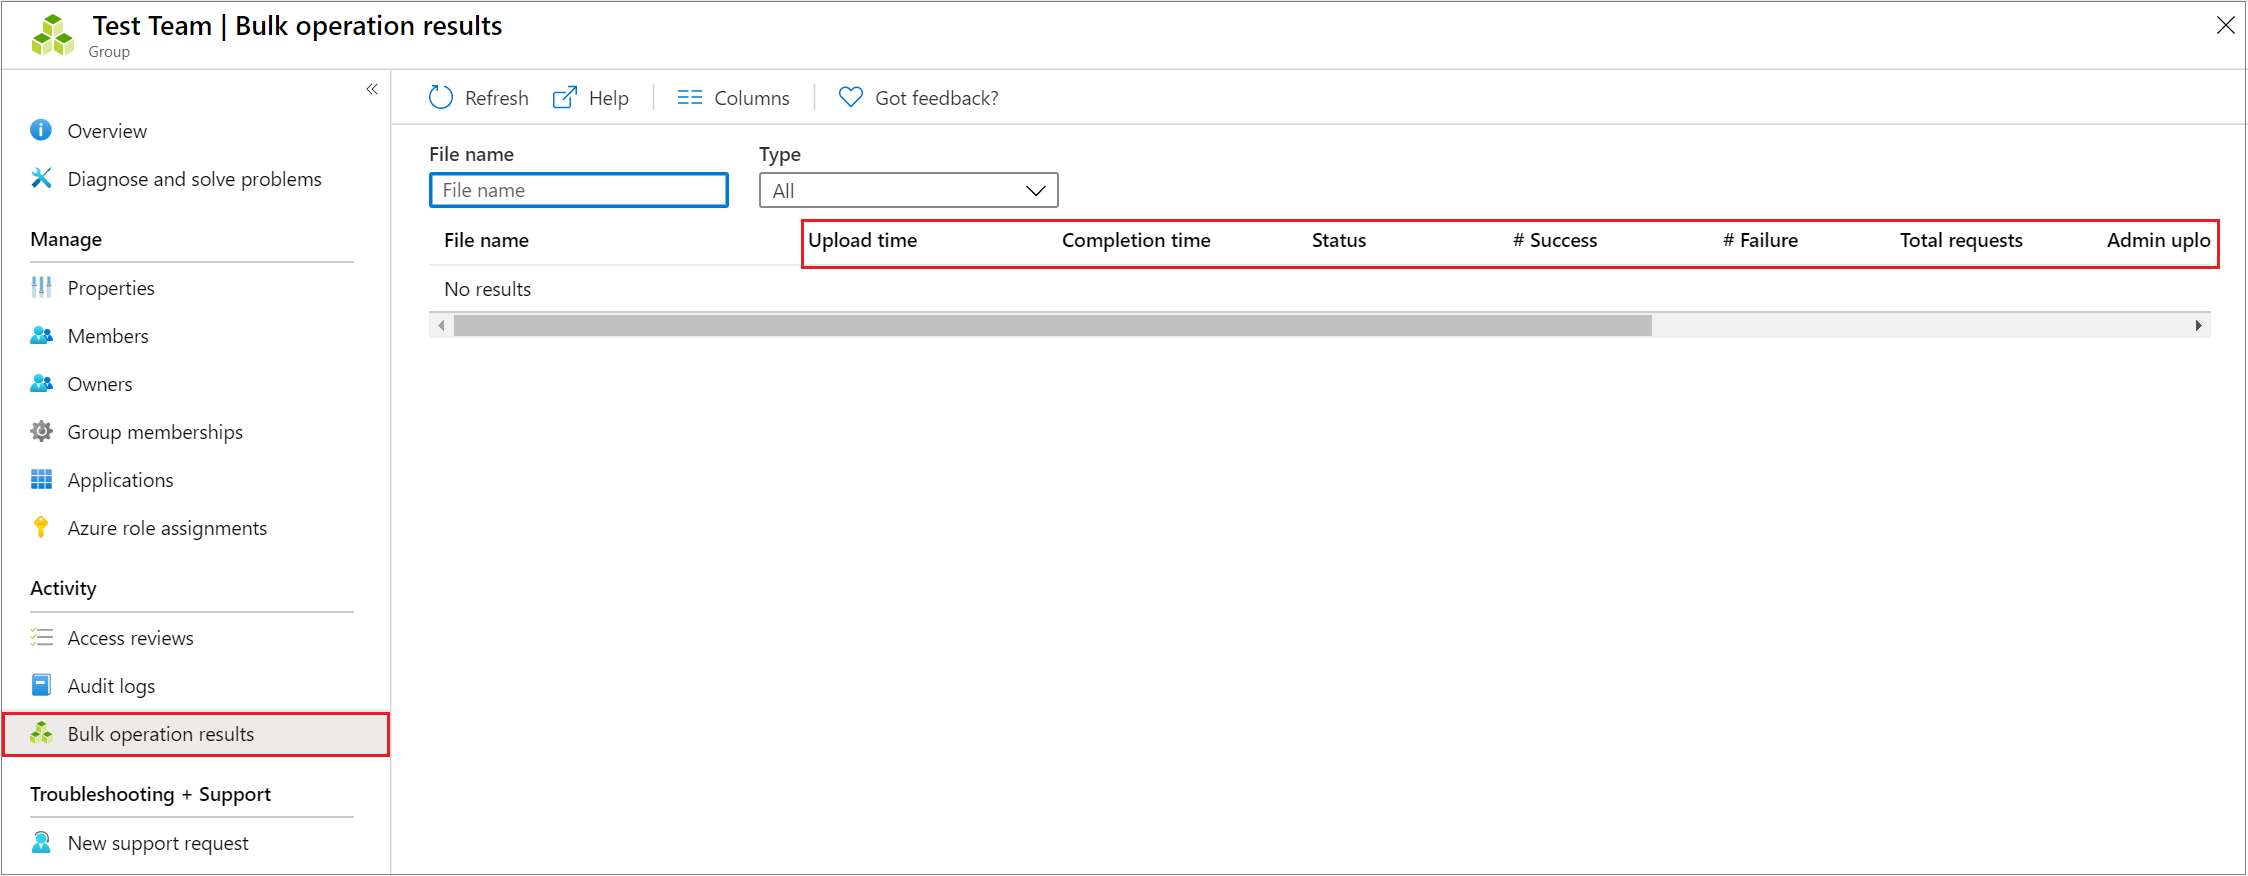 Test Team | Bulk operation results
Group
«
Overview
Diagnose and solve problems
Manage
Properties
Members
Owners
Group memberships
Applications
Azure role assignments
Activity
Access reviews
Audit logs
Bulk operation results
Troubleshooting + Support
New support request
Refresh Help Columns Got feedback?
File name Type
File name All
File name Upload time Completion time Status # Success # Failure Total requests Admin uplo
No results